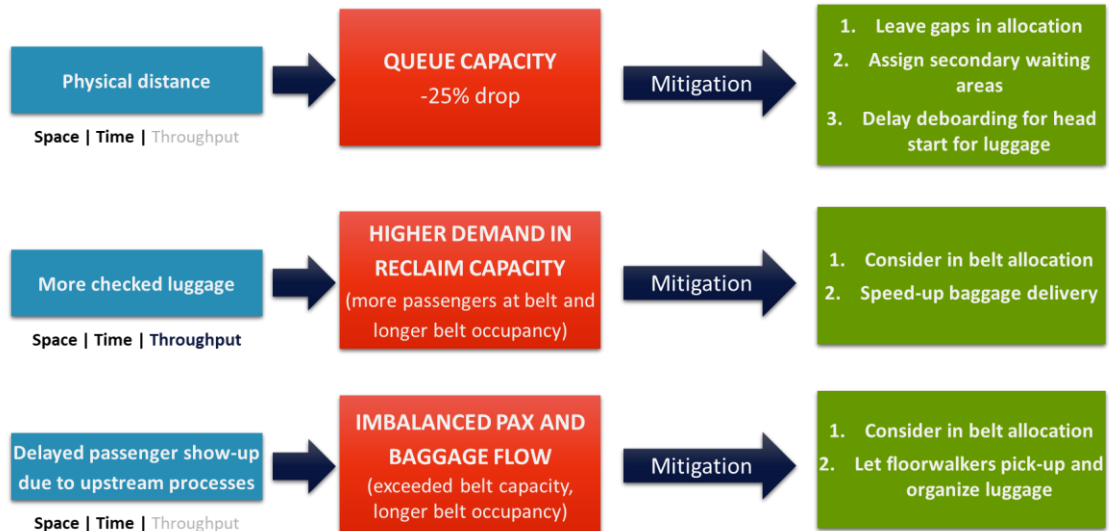 Physical distance
Space | Time | Throughput
QUEUE CAPACITY
-25% drop
Mitigation
1. Leave gaps in allocation
2. Assign secondary waiting
areas
3. Delay deboarding for head
start for luggage
More checked luggage
Space | Time | Throughput
HIGHER DEMAND IN
RECLAIM CAPACITY
(more passengers at belt and
longer belt occupancy)
Mitigation
1. Consider in belt allocation
2. Speed-up baggage delivery
Delayed passenger show-up
due to upstream processes
Space | Time | Throughput
IMBALANCED PAX AND
BAGGAGE FLOW
(exceeded belt capacity,
longer belt occupancy)
Mitigation
1. Consider in belt allocation
2. Let floorwalkers pick-up and
organize luggage